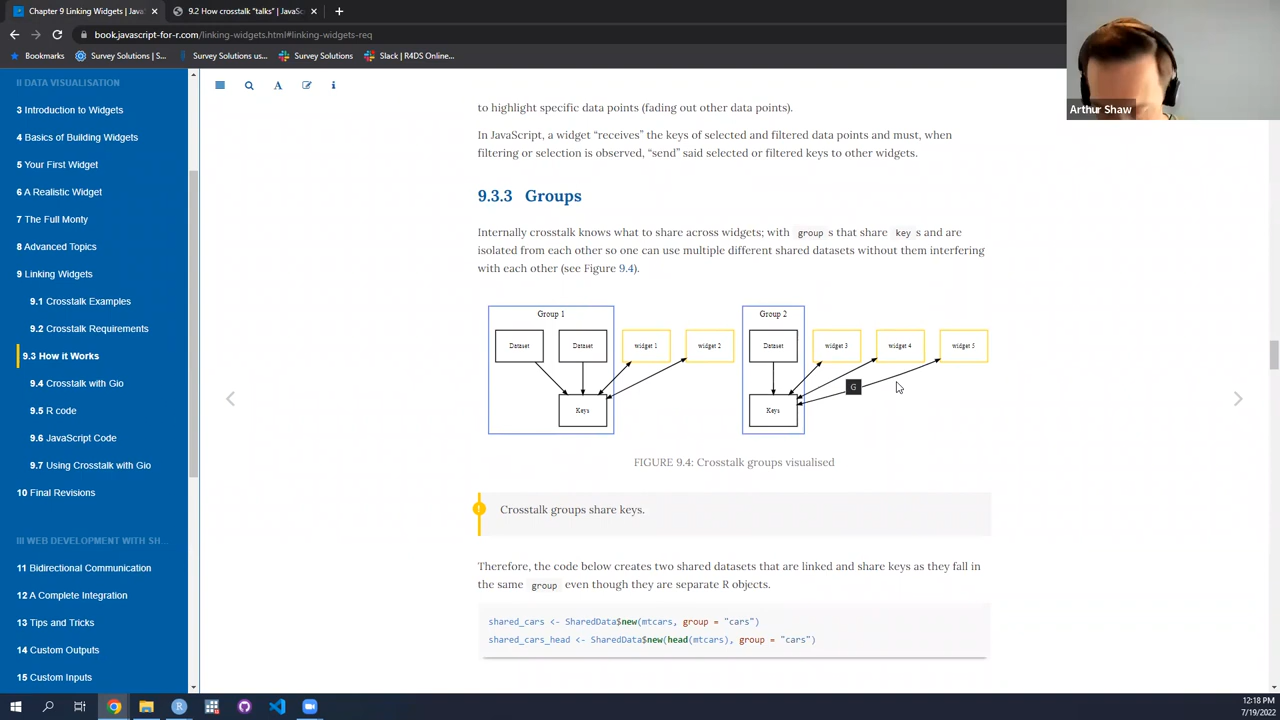 Chapter 9 Linking Widgets | Java
9.2 How crosstalk "talks" | JavaSc
book.javascript-for-r.com/linking-widgets.html#linking-widgets-req
Bookmarks
Survey Solutions | S...
Survey Solutions us...
Survey Solutions
Slack | R4DS Online...
Arthur Shaw
II DATA VISUALISATION
3 Introduction to Widgets
4 Basics of Building Widgets
5 Your First Widget
6 A Realistic Widget
7 The Full Monty
8 Advanced Topics
9 Linking Widgets
9.1 Crosstalk Examples
9.2 Crosstalk Requirements
9.3 How it Works
9.4 Crosstalk with Gio
9.5 R code
9.6 JavaScript Code
9.7 Using Crosstalk with Gio
10 Final Revisions
III WEB DEVELOPMENT WITH SH...
11 Bidirectional Communication
12 A Complete Integration
13 Tips and Tricks
14 Custom Outputs
15 Custom Inputs
to highlight specific data points (fading out other data points).
In JavaScript, a widget “receives” the keys of selected and filtered data points and must, when
filtering or selection is observed, “send” said selected or filtered keys to other widgets.
9.3.3 Groups
Internally crosstalk knows what to share across widgets; with group s that share key s and are
isolated from each other so one can use multiple different shared datasets without them interfering
with each other (see Figure 9.4).
Group 1
Dataset
Dataset
widget 1
widget 2
Keys
Group 2
Dataset
widget 3
widget 4
widget 5
G
Keys
FIGURE 9.4: Crosstalk groups visualised
Crosstalk groups share keys.
Therefore, the code below creates two shared datasets that are linked and share keys as they fall in
the same group even though they are separate R objects.
shared_cars <- SharedData$new(mtcars, group = "cars")
shared_cars_head <- SharedData$new(head(mtcars), group = "cars")
12:18 PM
7/19/2022